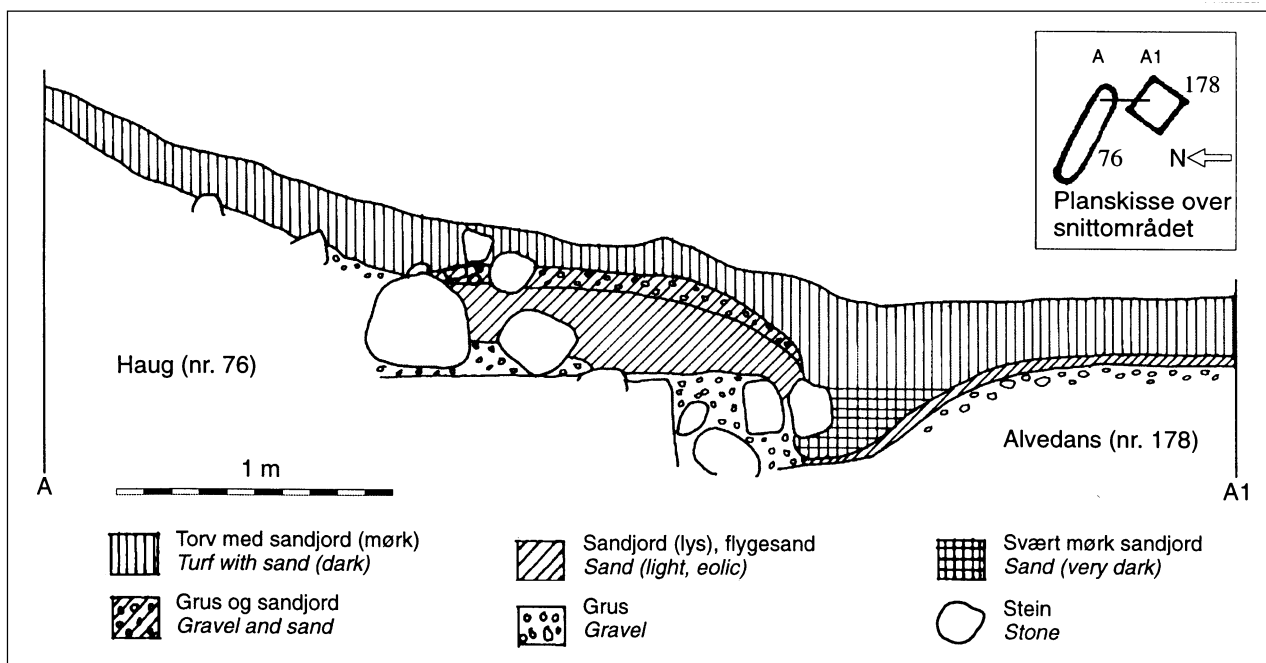 A A1
178
76
N
Planskisse over
snittområdet
Haug (nr. 76)
Alvedans (nr. 178)
1 m
A
A1
Torv med sandjord (mørk)
Turf with sand (dark)
Sandjord (lys), flygesand
Sand (light, eolic)
Svært mørk sandjord
Sand (very dark)
Grus og sandjord
Gravel and sand
Grus
Gravel
Stein
Stone